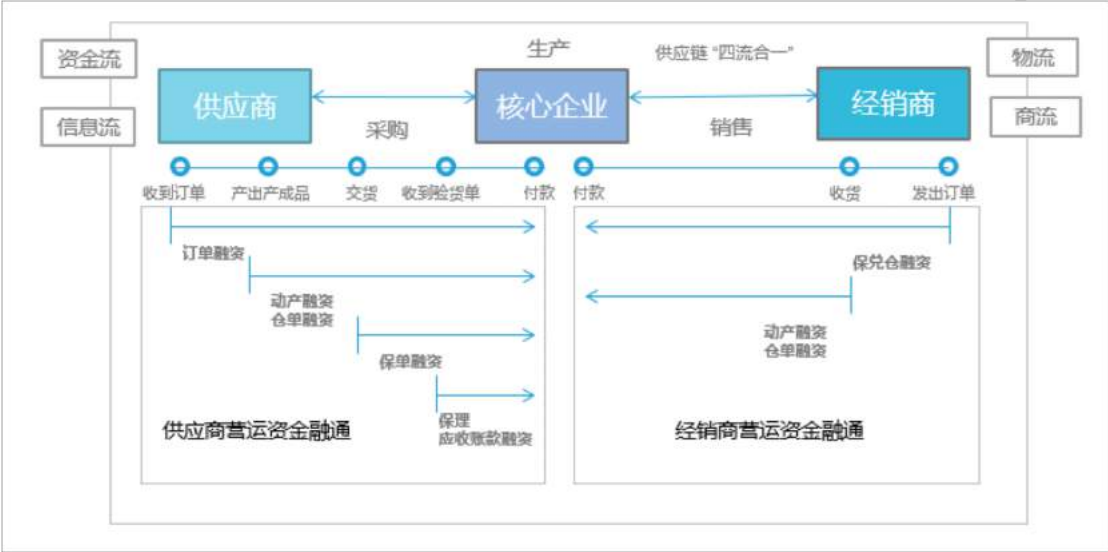 资金流
信息流
生产
供应链 “四流合一”
物流
商流
供应商
核心企业
经销商
采购
销售
收到订单
产出产成品
交货
收到验货单
付款
付款
收货
发出订单
订单融资
动产融资
仓单融资
保单融资
保理
应收账款融资
供应商营运资金融通
保兑仓融资
动产融资
仓单融资
经销商营运资金融通